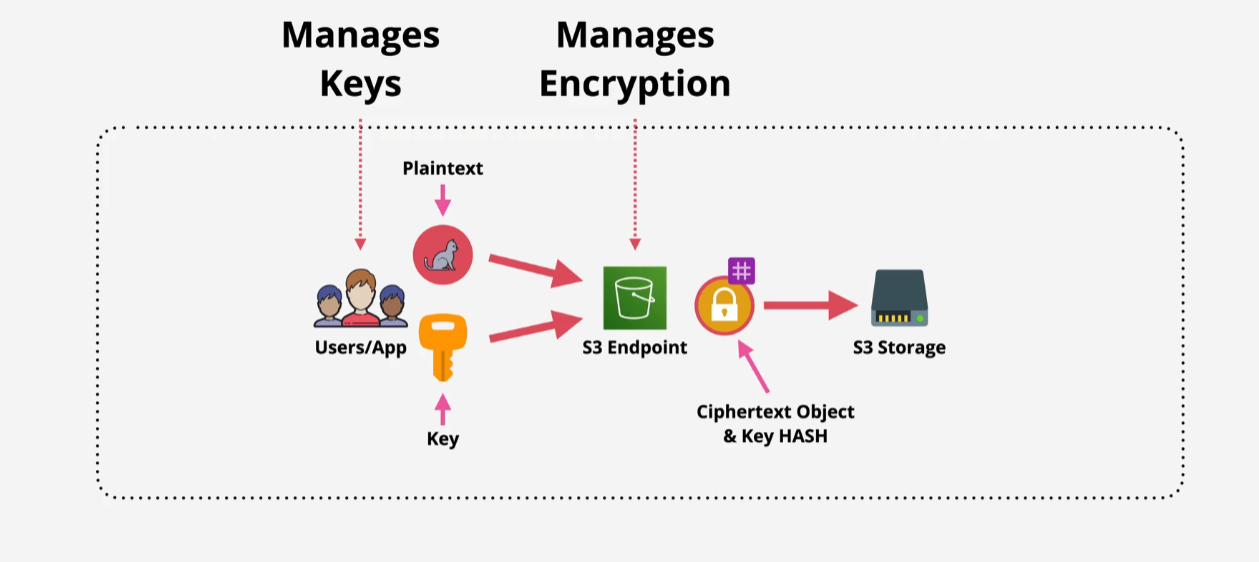 Manages
Keys
Manages
Encryption
Plaintext
Users/App
Key
S3 Endpoint
Ciphertext Object
& Key HASH
S3 Storage